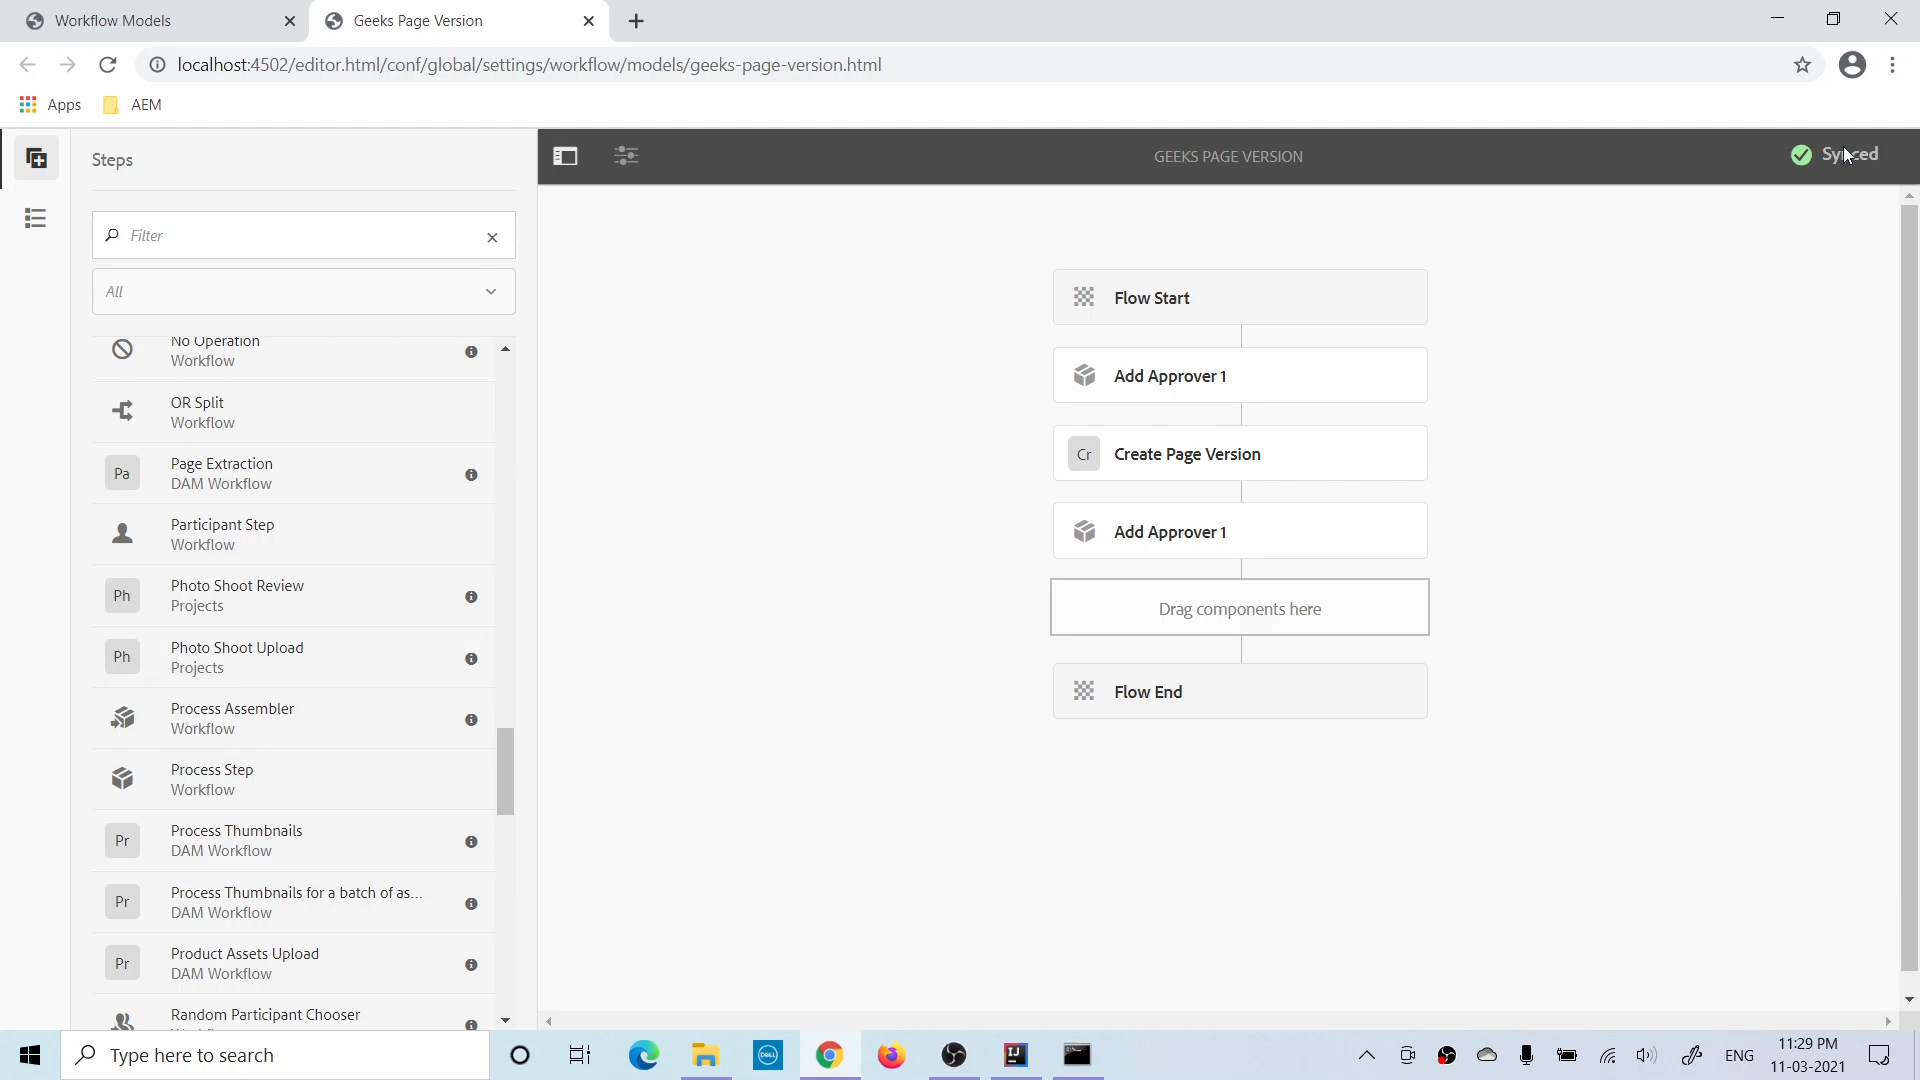 Workflow Models
Geeks Page Version
localhost:4502/editor.html/conf/global/settings/workflow/models/geeks-page-version.html
Apps
AEM
Steps
GEEKS PAGE VERSION
Synced
Filter
All
No Operation
Workflow
OR Split
Workflow
Pa
Page Extraction
DAM Workflow
Participant Step
Workflow
Ph
Photo Shoot Review
Projects
Ph
Photo Shoot Upload
Projects
Process Assembler
Workflow
Process Step
Workflow
Pr
Process Thumbnails
DAM Workflow
Pr
Process Thumbnails for a batch of as...
DAM Workflow
Pr
Product Assets Upload
DAM Workflow
Random Participant Chooser
Flow Start
Add Approver 1
Cr
Create Page Version
Add Approver 1
Drag components here
Flow End
Type here to search
DELL
IJ
ENG
11:29 PM
11-03-2021